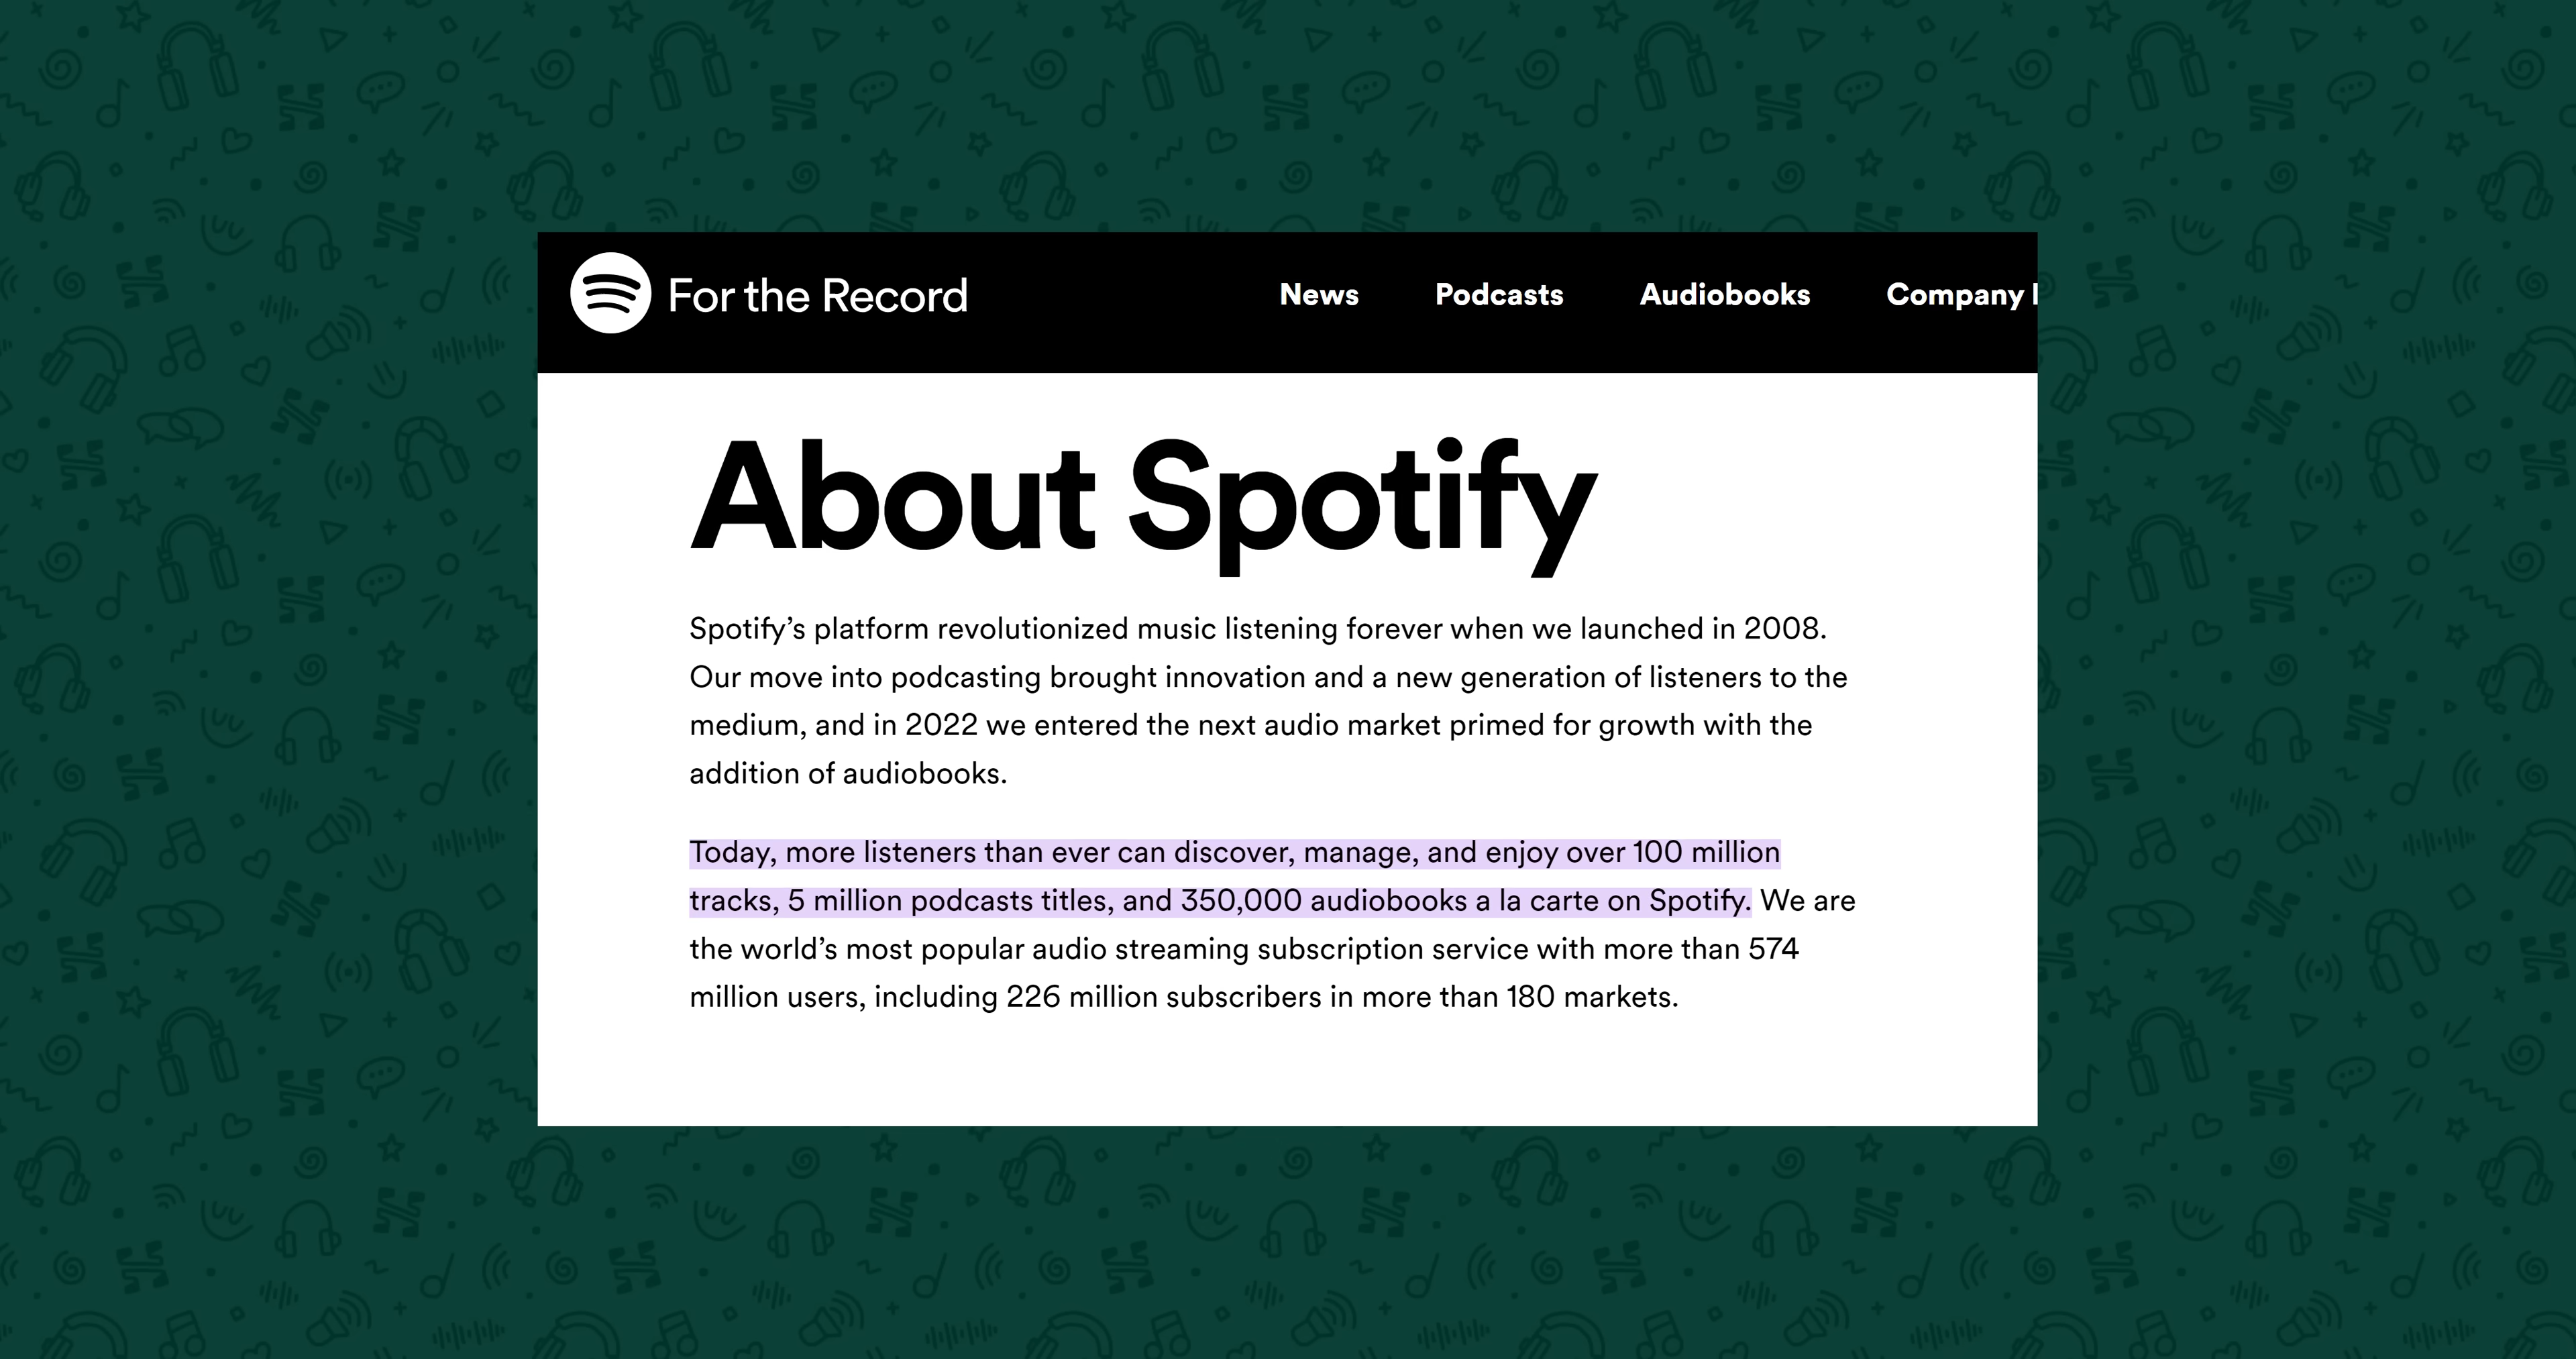 For the Record
News Podcasts Audiobooks Company
About Spotify
Spotify’s platform revolutionized music listening forever when we launched in 2008.
Our move into podcasting brought innovation and a new generation of listeners to the
medium, and in 2022 we entered the next audio market primed for growth with the
addition of audiobooks.
Today, more listeners than ever can discover, manage, and enjoy over 100 million
tracks, 5 million podcasts titles, and 350,000 audiobooks a la carte on Spotify. We are
the world’s most popular audio streaming subscription service with more than 574
million users, including 226 million subscribers in more than 180 markets.